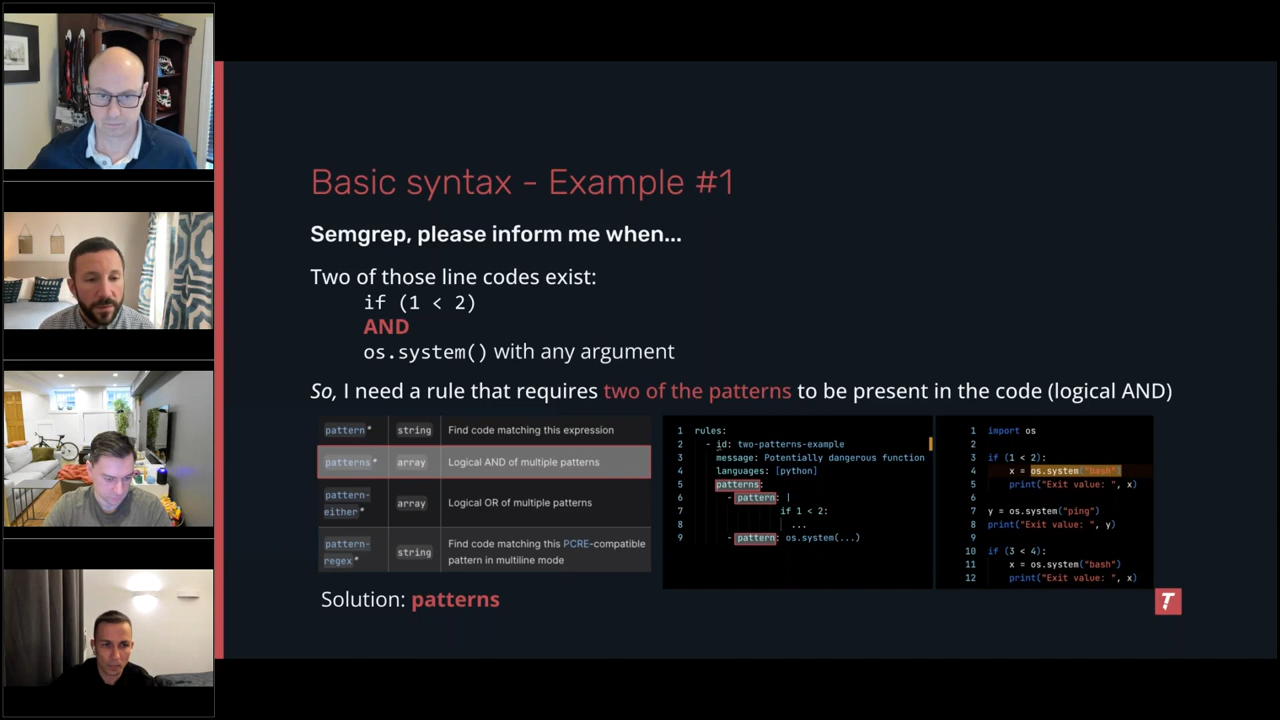 Basic syntax - Example #1
Semgrep, please inform me when...
Two of those line codes exist:
if (1 < 2)
AND
os.system() with any argument
So, I need a rule that requires two of the patterns to be present in the code (logical AND)
pattern* string Find code matching this expression
patterns* array Logical AND of multiple patterns
pattern-
either* array Logical OR of multiple patterns
pattern-
regex* string Find code matching this PCRE-compatible
pattern in multiline mode
1 rules:
2 - id: two-patterns-example
3 message: Potentially dangerous function
4 languages: [python]
5 patterns:
6 - pattern: |
7 if 1 < 2:
8 ...
9 - pattern: os.system(...)
1 import os
2
3 if (1 < 2):
4 x = os.system("bash")
5 print("Exit value: ", x)
6
7 y = os.system("ping")
8 print("Exit value: ", y)
9
10 if (3 < 4):
11 x = os.system("bash")
12 print("Exit value: ", x)
Solution: patterns
T